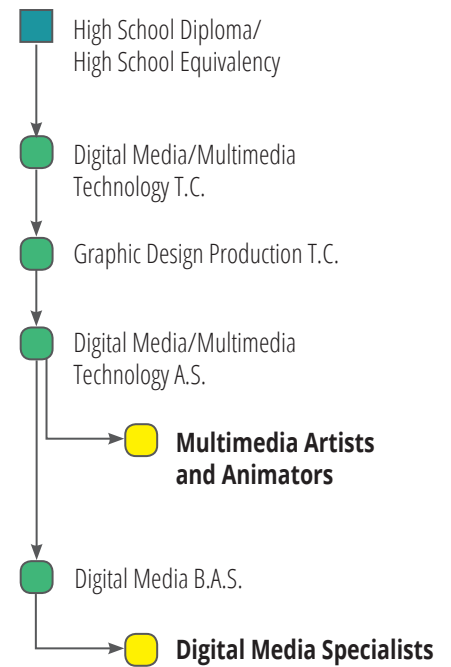 High School Diploma/
High School Equivalency
Digital Media/Multimedia
Technology T.C.
Graphic Design Production T.C.
Digital Media/Multimedia
Technology A.S.
Multimedia Artists
and Animators
Digital Media B.A.S.
Digital Media Specialists